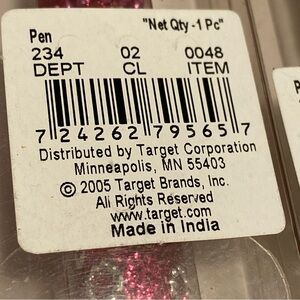 Pen
"Net Qty -1 Pc"
234 02 0048
DEPT CL ITEM
7 24262 79565 7
Distributed by Target Corporation
Minneapolis, MN 55403
© 2005 Target Brands, Inc.
All Rights Reserved
www.target.com
Made in India